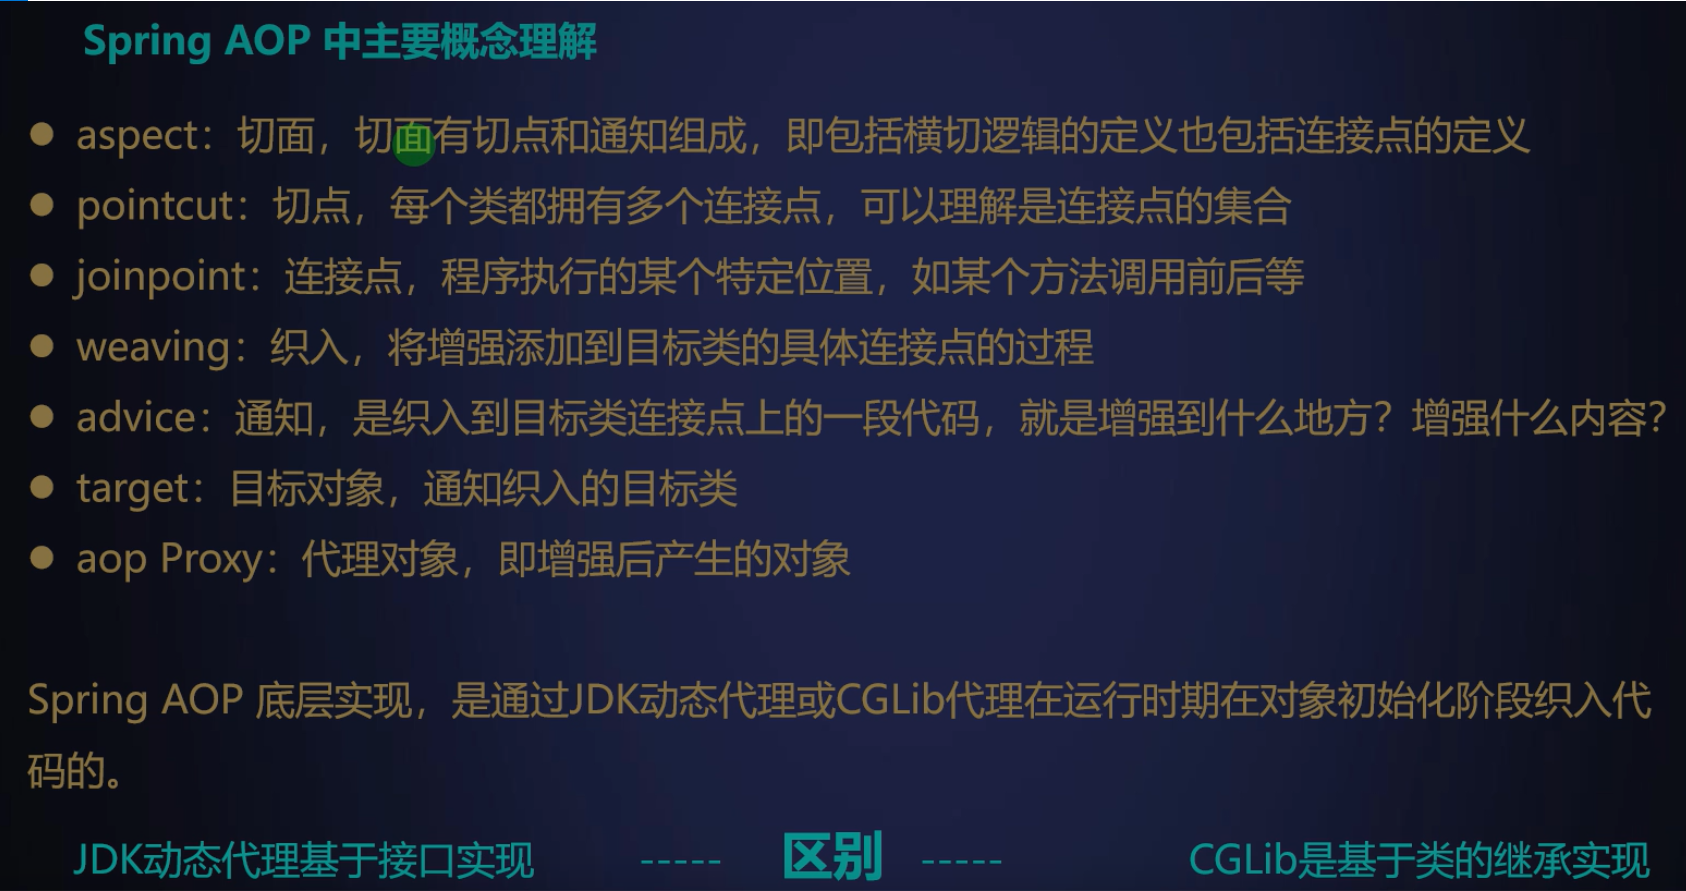 Spring AOP 中主要概念理解
aspect：切面，切面有切点和通知组成，即包括横切逻辑的定义也包括连接点的定义
pointcut：切点，每个类都拥有多个连接点，可以理解是连接点的集合
joinpoint：连接点，程序执行的某个特定位置，如某个方法调用前后等
weaving：织入，将增强添加到目标类的具体连接点的过程
advice：通知，是织入到目标类连接点上的一段代码，就是增强到什么地方？增强什么内容？
target：目标对象，通知织入的目标类
aop Proxy：代理对象，即增强后产生的对象
Spring AOP 底层实现，是通过JDK动态代理或CGLib代理在运行时期在对象初始化阶段织入代
码的。
JDK动态代理基于接口实现 ----- 区别 ----- CGLib是基于类的继承实现